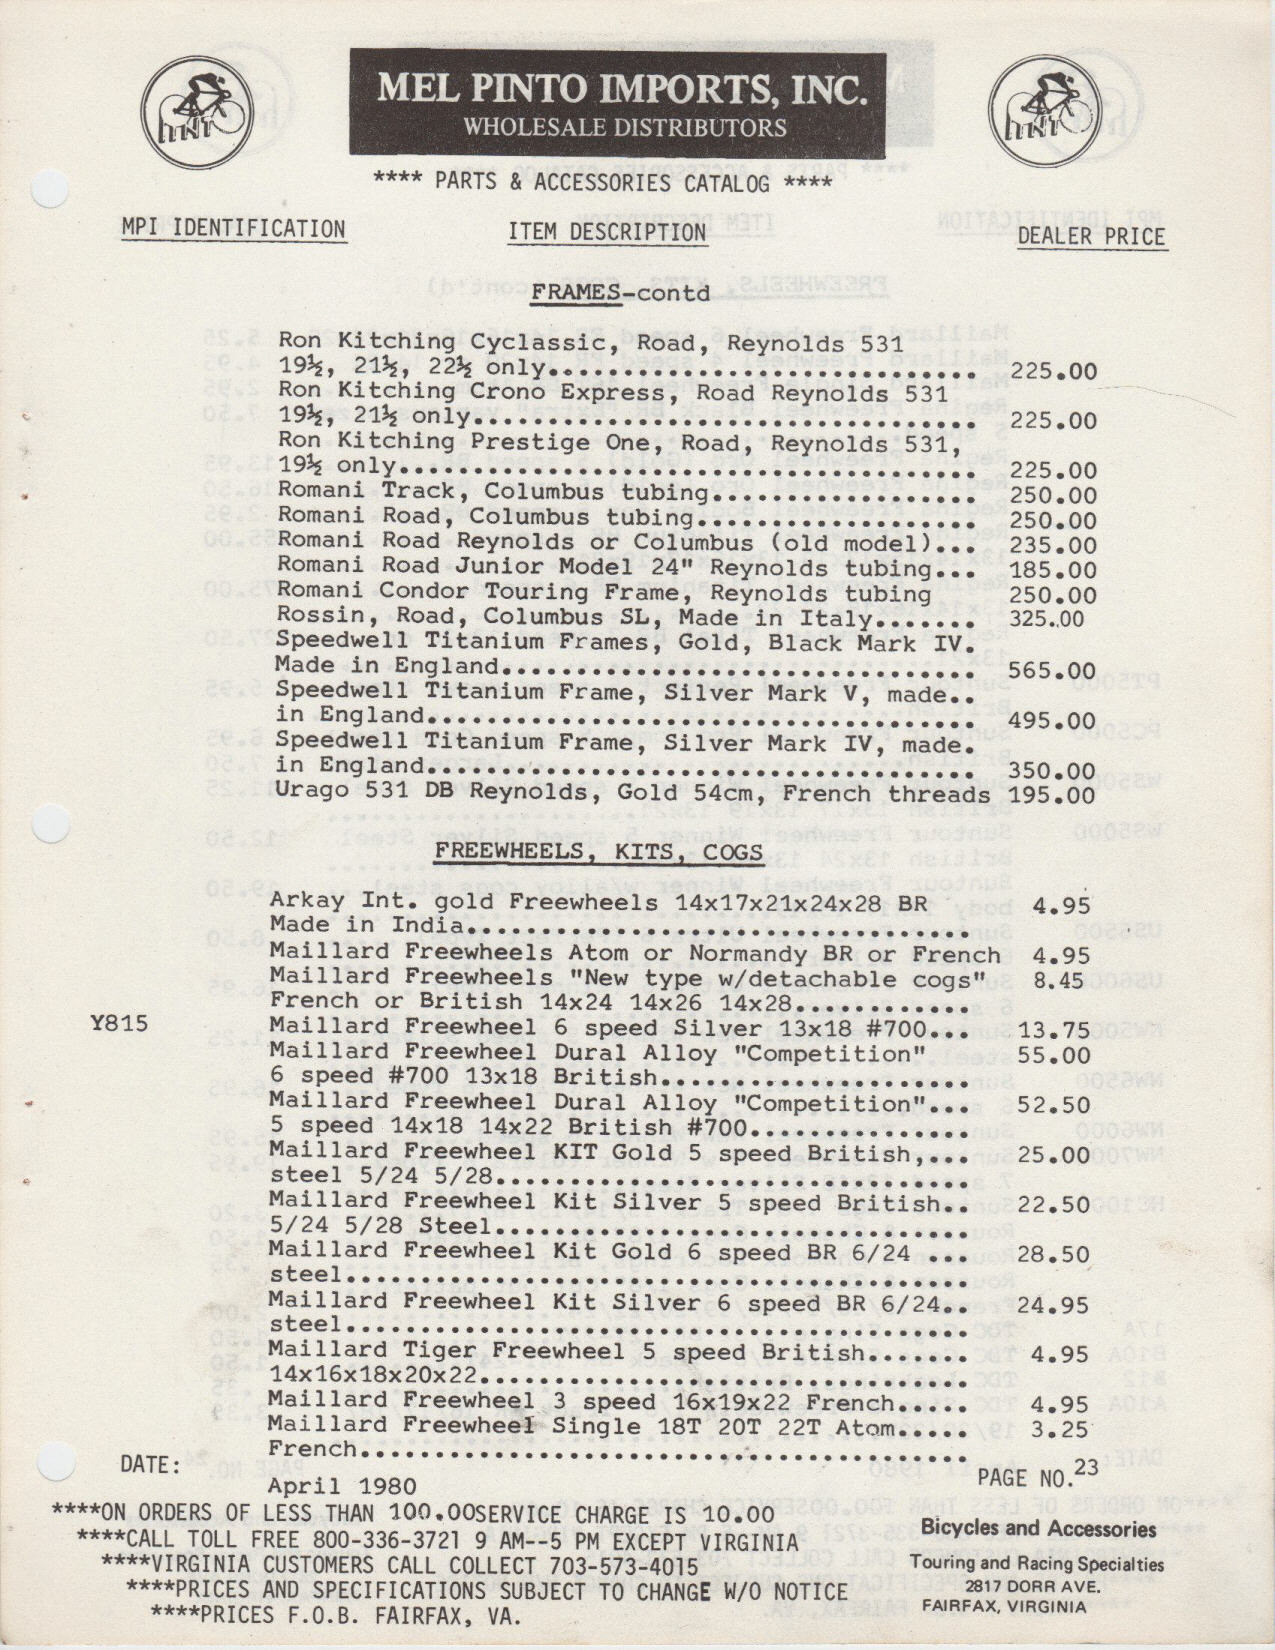 MEL PINTO IMPORTS, INC.
WHOLESALE DISTRIBUTORS
**** PARTS & ACCESSORIES CATALOG ****
MPI IDENTIFICATION ITEM DESCRIPTION DEALER PRICE
FRAMES-contd
Ron Kitching Cyclassic, Road, Reynolds 531
19½, 21½, 22½ only............................. 225.00
Ron Kitching Crono Express, Road Reynolds 531
19½, 21½ only.................................. 225.00
Ron Kitching Prestige One, Road, Reynolds 531,
19½ only....................................... 225.00
Romani Track, Columbus tubing.................. 250.00
Romani Road, Columbus tubing................... 250.00
Romani Road Reynolds or Columbus (old model)... 235.00
Romani Road Junior Model 24" Reynolds tubing... 185.00
Romani Condor Touring Frame, Reynolds tubing 250.00
Rossin, Road, Columbus SL, Made in Italy....... 325..00
Speedwell Titanium Frames, Gold, Black Mark IV.
Made in England................................ 565.00
Speedwell Titanium Frame, Silver Mark V, made..
in England..................................... 495.00
Speedwell Titanium Frame, Silver Mark IV, made.
in England..................................... 350.00
Urago 531 DB Reynolds, Gold 54cm, French threads 195.00
FREEWHEELS, KITS, COGS
Arkay Int. gold Freewheels 14x17x21x24x28 BR 4.95
Made in India..................................
Maillard Freewheels Atom or Normandy BR or French 4.95
Maillard Freewheels "New type w/detachable cogs" 8.45
French or British 14x24 14x26 14x28............
Y815 Maillard Freewheel 6 speed Silver 13x18 #700... 13.75
Maillard Freewheel Dural Alloy "Competition" 55.00
6 speed #700 13x18 British.....................
Maillard Freewheel Dural Alloy "Competition"... 52.50
5 speed 14x18 14x22 British #700...............
Maillard Freewheel KIT Gold 5 speed British,... 25.00
steel 5/24 5/28................................
Maillard Freewheel Kit Silver 5 speed British.. 22.50
5/24 5/28 Steel................................
Maillard Freewheel Kit Gold 6 speed BR 6/24 ... 28.50
steel..........................................
Maillard Freewheel Kit Silver 6 speed BR 6/24.. 24.95
steel..........................................
Maillard Tiger Freewheel 5 speed British....... 4.95
14x16x18x20x22.................................
Maillard Freewheel 3 speed 16x19x22 French..... 4.95
Maillard Freewheel Single 18T 20T 22T Atom..... 3.25
French.........................................
DATE: April 1980 PAGE NO. 23
****ON ORDERS OF LESS THAN 100.00SERVICE CHARGE IS 10.00
****CALL TOLL FREE 800-336-3721 9 AM--5 PM EXCEPT VIRGINIA
****VIRGINIA CUSTOMERS CALL COLLECT 703-573-4015
****PRICES AND SPECIFICATIONS SUBJECT TO CHANGE W/O NOTICE
****PRICES F.O.B. FAIRFAX, VA.
Bicycles and Accessories
Touring and Racing Specialties
2817 DORR AVE.
FAIRFAX, VIRGINIA